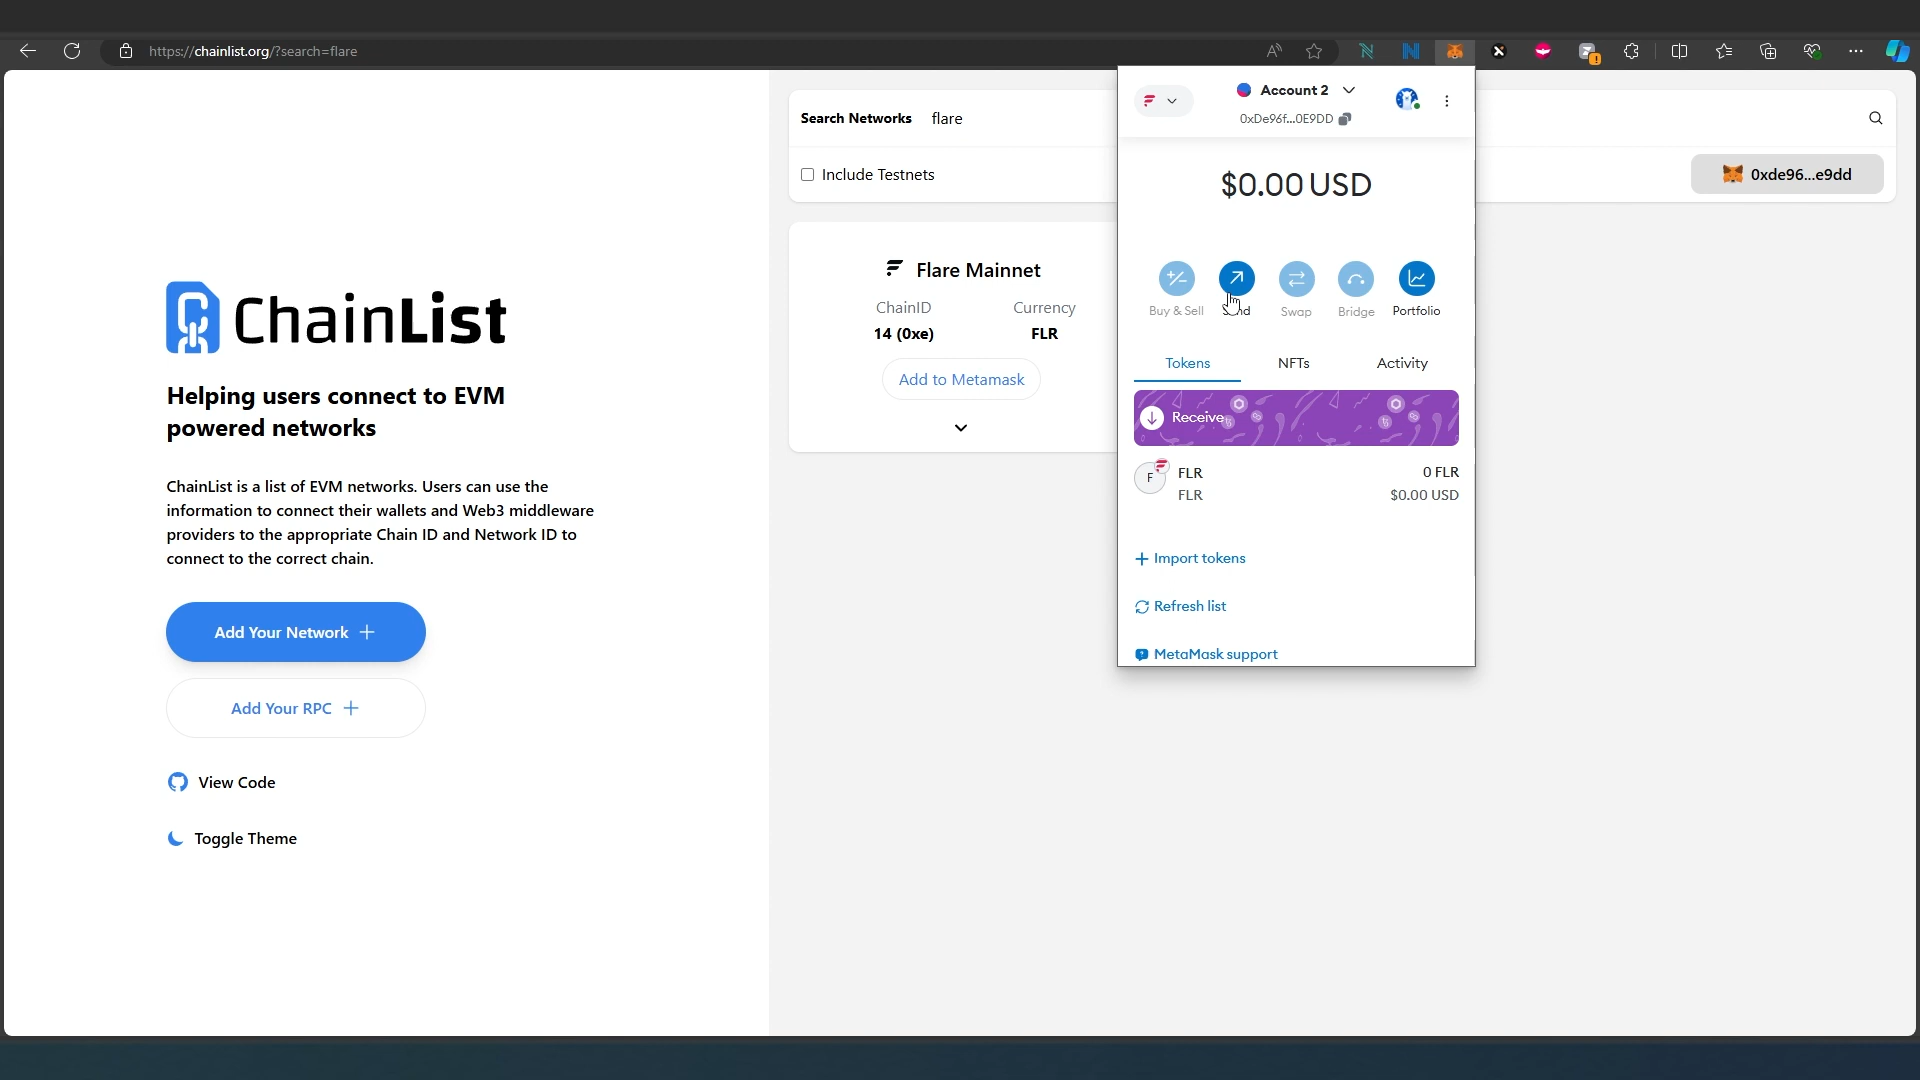 https://chainlist.org/?search=flare
ChainList
Helping users connect to EVM
powered networks
ChainList is a list of EVM networks. Users can use the
information to connect their wallets and Web3 middleware
providers to the appropriate Chain ID and Network ID to
connect to the correct chain.
Add Your Network
Add Your RPC
View Code
Toggle Theme
Search Networks flare
Include Testnets
0xde96...e9dd
Flare Mainnet
ChainID Currency
14 (0xe) FLR
Add to Metamask
Account 2
0xDe96f...0E9DD
$0.00 USD
Buy & Sell Swap Bridge Portfolio
Tokens NFTs Activity
Receive
F
FLR 0 FLR
FLR $0.00 USD
Import tokens
Refresh list
MetaMask support